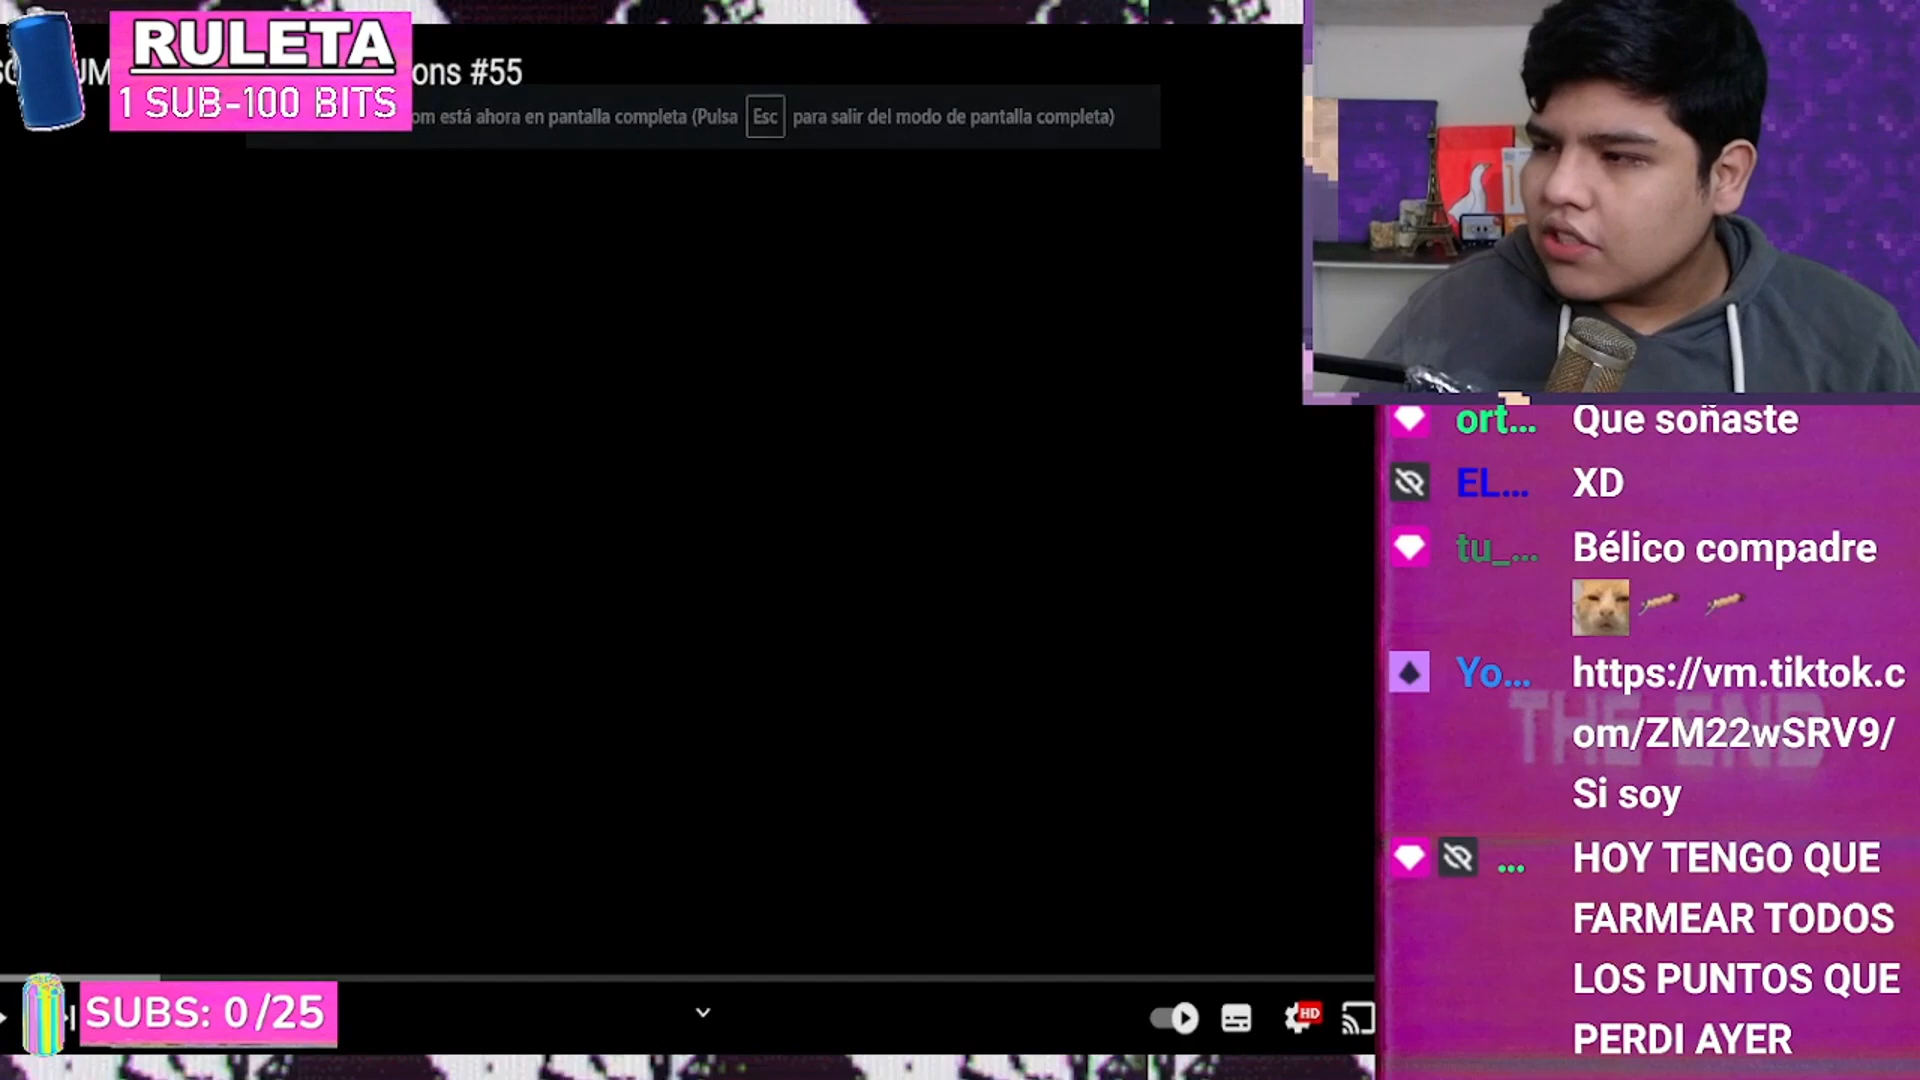 RULETA
1 SUB-100 BITS
ons #55
om está ahora en pantalla completa (Pulsa Esc para salir del modo de pantalla completa)
ort... Que soñaste
EL... XD
tu_... Bélico compadre
Yo... https://vm.tiktok.c
om/ZM22wSRV9/
Si soy
THE END
... HOY TENGO QUE
FARMEAR TODOS
LOS PUNTOS QUE
PERDI AYER
SUBS: 0/25
HD